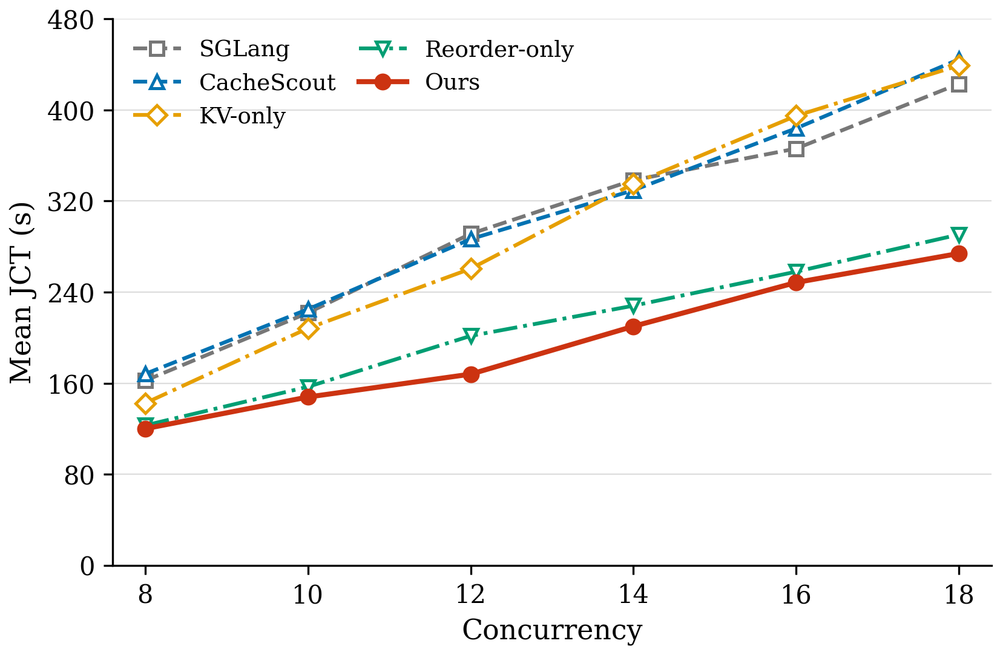 480
400
320
240
160
80
0
Mean JCT (s)
SGLang
CacheScout
KV-only
Reorder-only
Ours
8 10 12 14 16 18
Concurrency